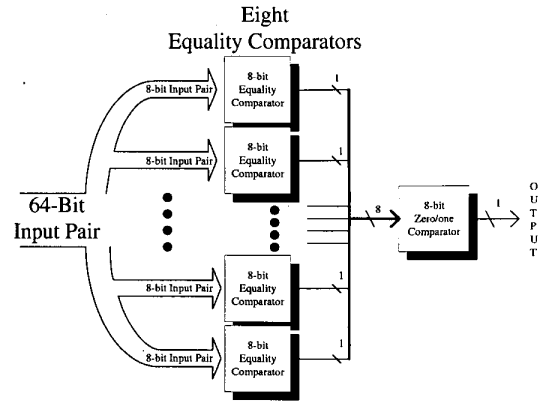 Eight
Equality Comparators
8-bit Input Pair
8-bit
Equality
Comparator
1
8-bit Input Pair
8-bit
Equality
Comparator
1
64-Bit
Input Pair
8
8-bit
Zero/one
Comparator
1
OUTPUT
8-bit Input Pair
8-bit
Equality
Comparator
1
8-bit Input Pair
8-bit
Equality
Comparator
1